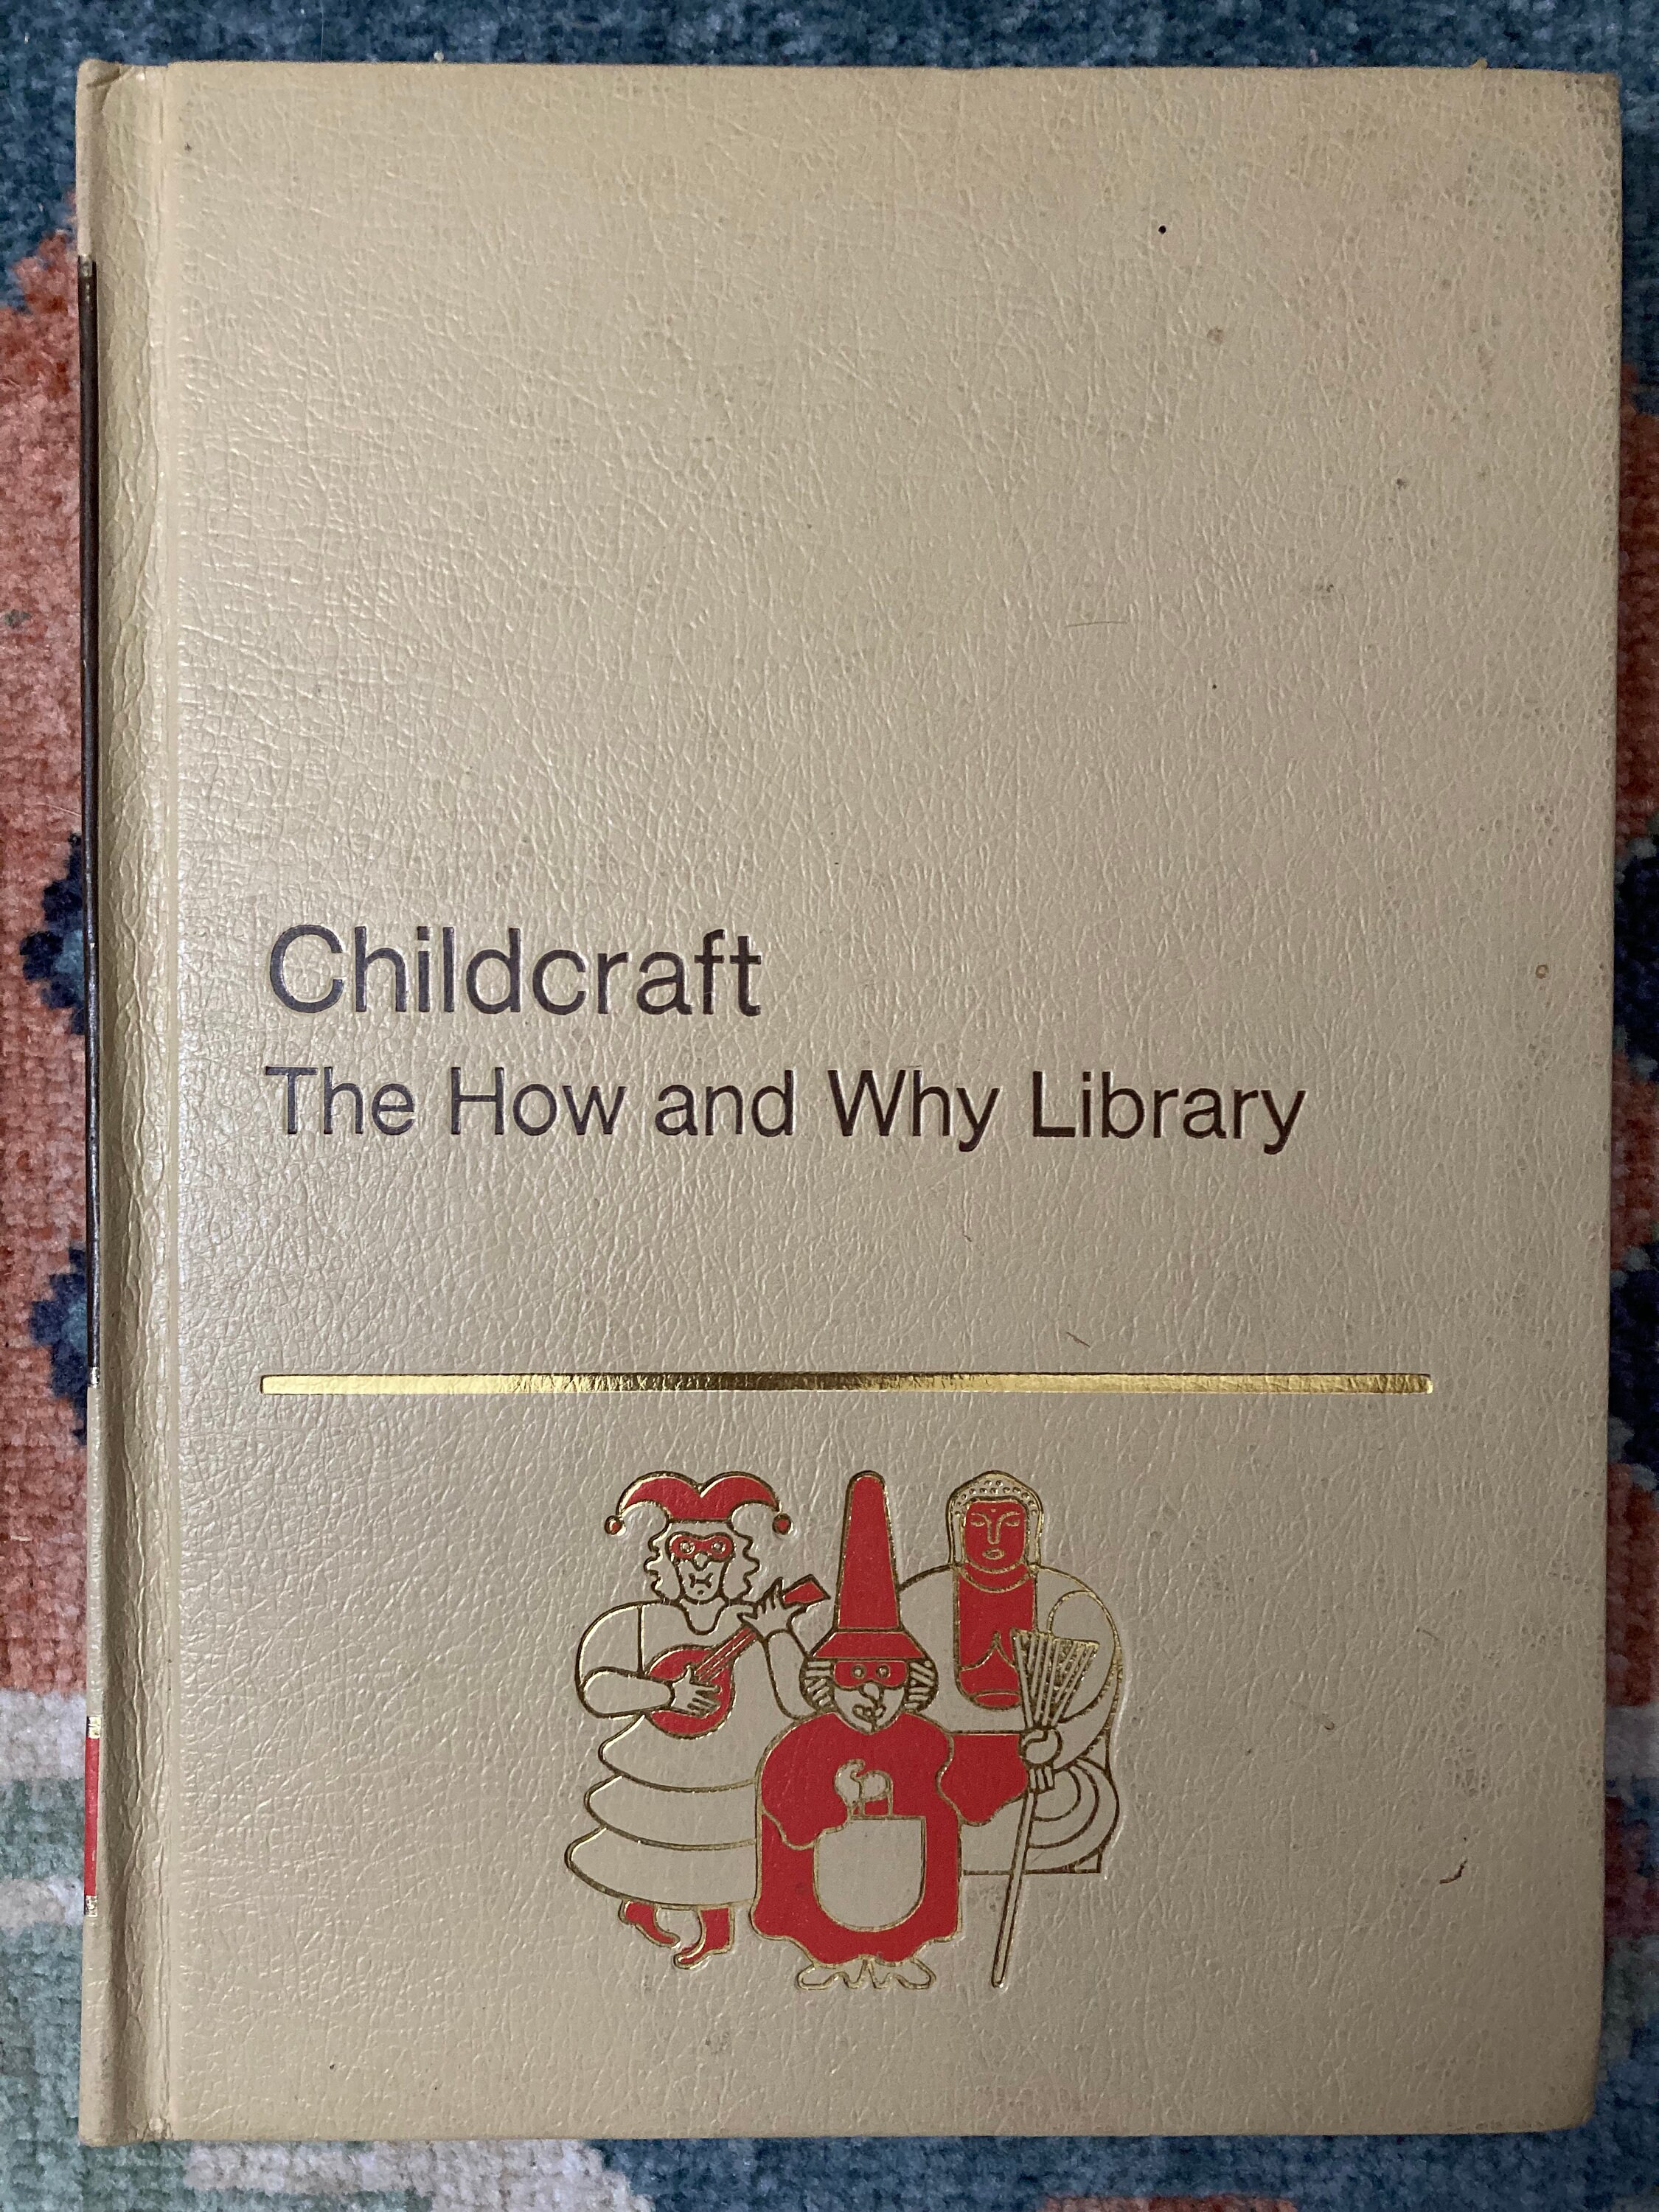 Childcraft
The How and Why Library